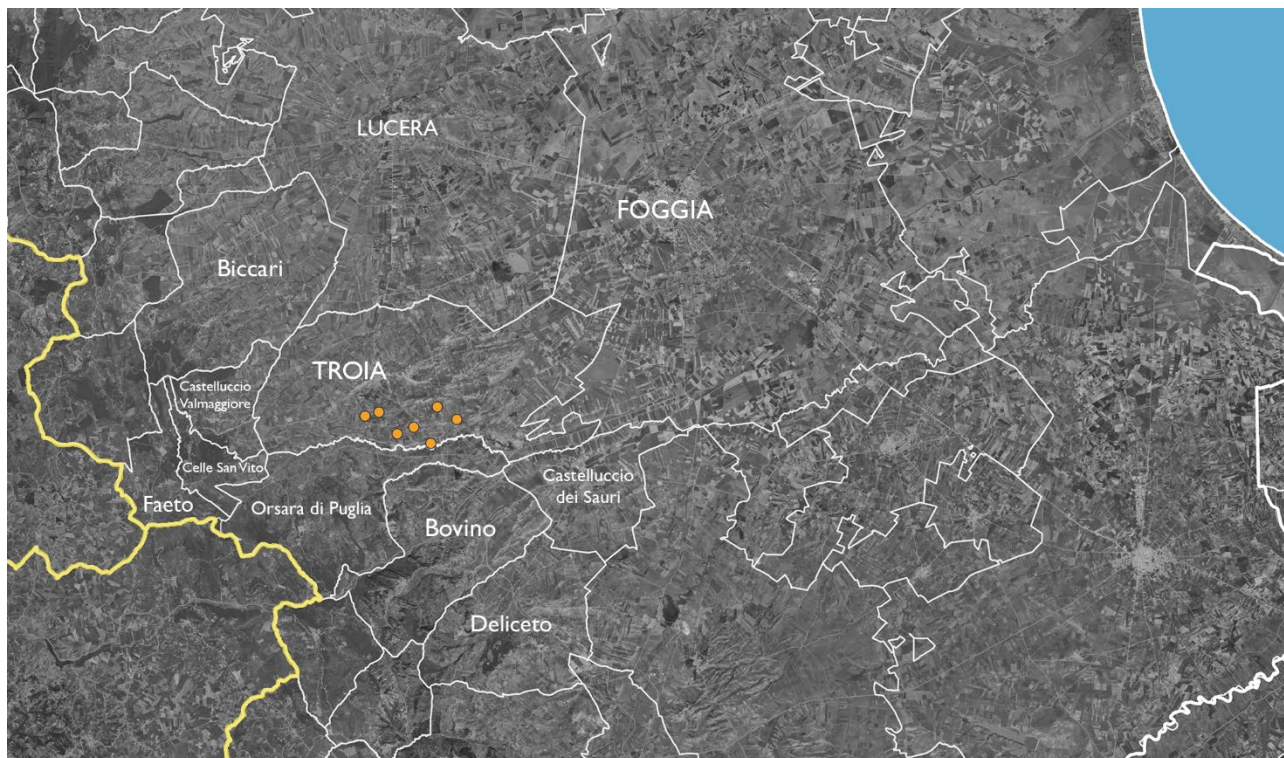 LUCERA
FOGGIA
Biccari
TROIA
Castelluccio
Valmaggiore
Celle San Vito
Castelluccio
dei Sauri
Faeto
Orsara di Puglia
Bovino
Deliceto